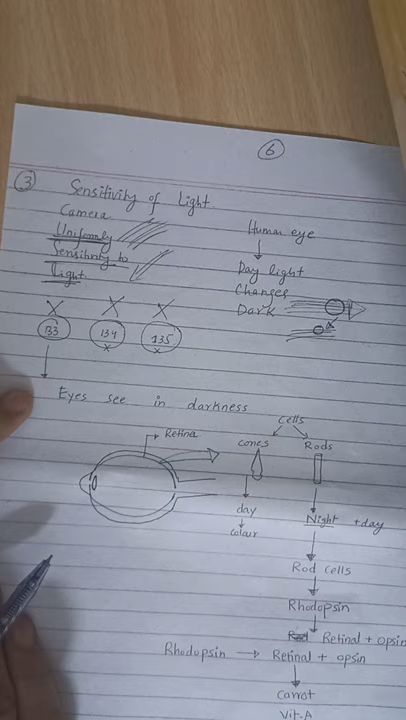 6
3 Sensitivity of Light
Camera
Uniformly
Sensitivity to
Light
Human eye
Day light
Changes
Dark
133 134 135
Eyes see in darkness
Retina
Cells
Cones Rods
day
colour
Night + day
Rod cells
Rhodopsin
Retinal + opsin
Rhodopsin → Retinal + opsin
carrot
Vit-A